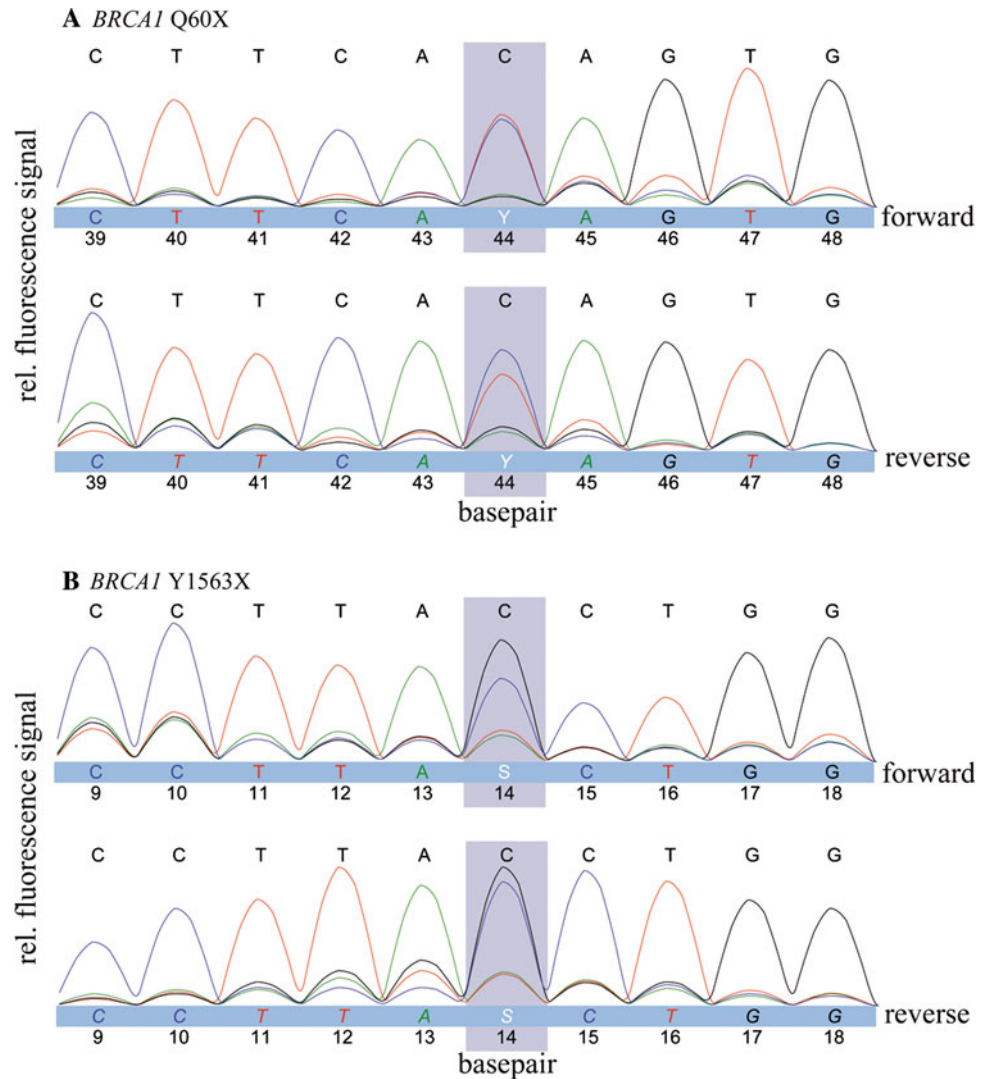 A BRCA1 Q60X
C T T C A C A G T G
rel. fluorescence signal
C T T C A Y A G T G forward
39 40 41 42 43 44 45 46 47 48
C T T C A C A G T G
C T T C A Y A G T G reverse
39 40 41 42 43 44 45 46 47 48
basepair
B BRCA1 Y1563X
C C T T A C C T G G
rel. fluorescence signal
C C T T A S C T G G forward
9 10 11 12 13 14 15 16 17 18
C C T T A C C T G G
C C T T A S C T G G reverse
9 10 11 12 13 14 15 16 17 18
basepair